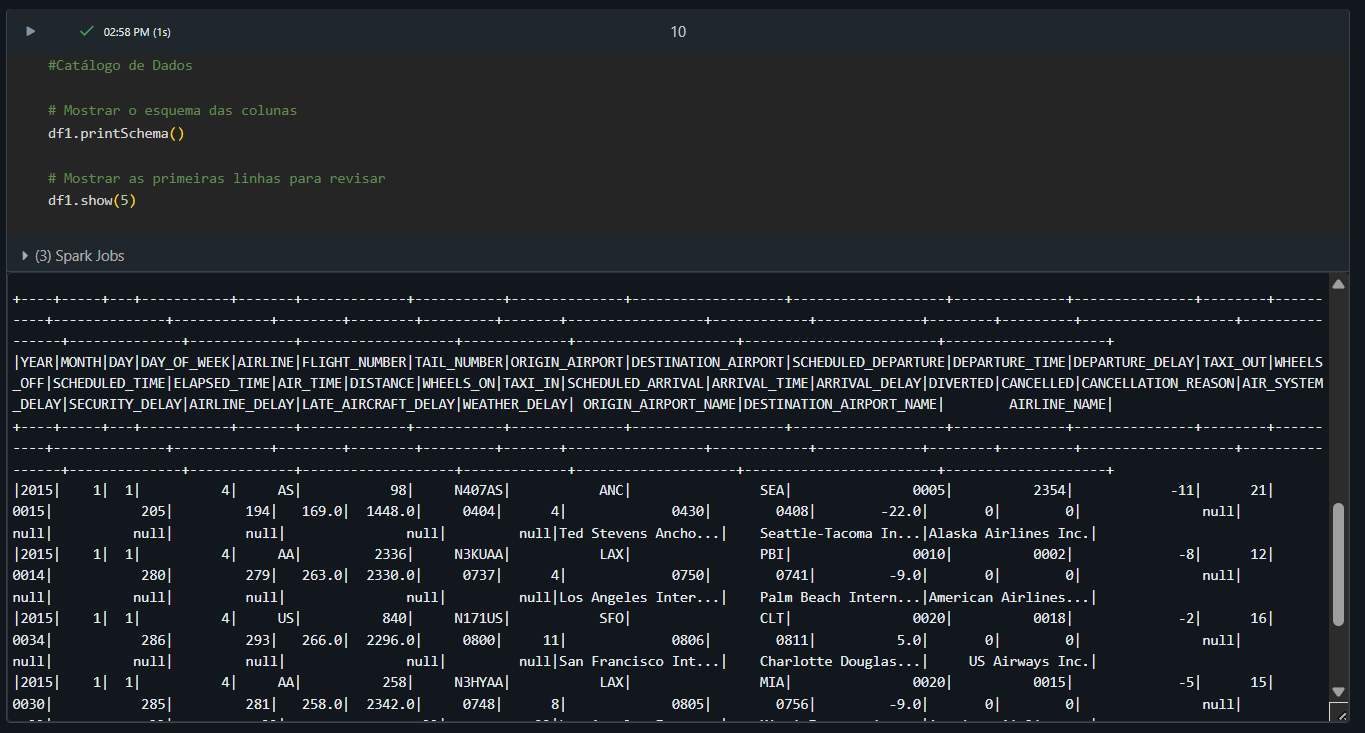 02:58 PM (1s)
10
#Catálogo de Dados
# Mostrar o esquema das colunas
df1.printSchema()
# Mostrar as primeiras linhas para revisar
df1.show(5)
(3) Spark Jobs
+----+-----+---+-----------+-------+-------------+-----------+--------------+-------------------+-------------------+--------------+---------------+--------+------
----+--------------+------------+--------+--------+---------+-------+-----------------+------------+-------------+--------+---------+-------------------+----------
------+--------------+-------------+-------------------+-------------+--------------------+------------------------+--------------------+
|YEAR|MONTH|DAY|DAY_OF_WEEK|AIRLINE|FLIGHT_NUMBER|TAIL_NUMBER|ORIGIN_AIRPORT|DESTINATION_AIRPORT|SCHEDULED_DEPARTURE|DEPARTURE_TIME|DEPARTURE_DELAY|TAXI_OUT|WHEELS
_OFF|SCHEDULED_TIME|ELAPSED_TIME|AIR_TIME|DISTANCE|WHEELS_ON|TAXI_IN|SCHEDULED_ARRIVAL|ARRIVAL_TIME|ARRIVAL_DELAY|DIVERTED|CANCELLED|CANCELLATION_REASON|AIR_SYSTEM
_DELAY|SECURITY_DELAY|AIRLINE_DELAY|LATE_AIRCRAFT_DELAY|WEATHER_DELAY| ORIGIN_AIRPORT_NAME|DESTINATION_AIRPORT_NAME| AIRLINE_NAME|
+----+-----+---+-----------+-------+-------------+-----------+--------------+-------------------+-------------------+--------------+---------------+--------+------
----+--------------+------------+--------+--------+---------+-------+-----------------+------------+-------------+--------+---------+-------------------+----------
------+--------------+-------------+-------------------+-------------+--------------------+------------------------+--------------------+
|2015| 1| 1| 4| AS| 98| N407AS| ANC| SEA| 0005| 2354| -11| 21|
0015| 205| 194| 169.0| 1448.0| 0404| 4| 0430| 0408| -22.0| 0| 0| null|
null| null| null| null| null|Ted Stevens Ancho...| Seattle-Tacoma In...|Alaska Airlines Inc.|
|2015| 1| 1| 4| AA| 2336| N3KUAA| LAX| PBI| 0010| 0002| -8| 12|
0014| 280| 279| 263.0| 2330.0| 0737| 4| 0750| 0741| -9.0| 0| 0| null|
null| null| null| null| null|Los Angeles Inter...| Palm Beach Intern...|American Airlines...|
|2015| 1| 1| 4| US| 840| N171US| SFO| CLT| 0020| 0018| -2| 16|
0034| 286| 293| 266.0| 2296.0| 0800| 11| 0806| 0811| 5.0| 0| 0| null|
null| null| null| null| null|San Francisco Int...| Charlotte Douglas...| US Airways Inc.|
|2015| 1| 1| 4| AA| 258| N3HYAA| LAX| MIA| 0020| 0015| -5| 15|
0030| 285| 281| 258.0| 2342.0| 0748| 8| 0805| 0756| -9.0| 0| 0| null|